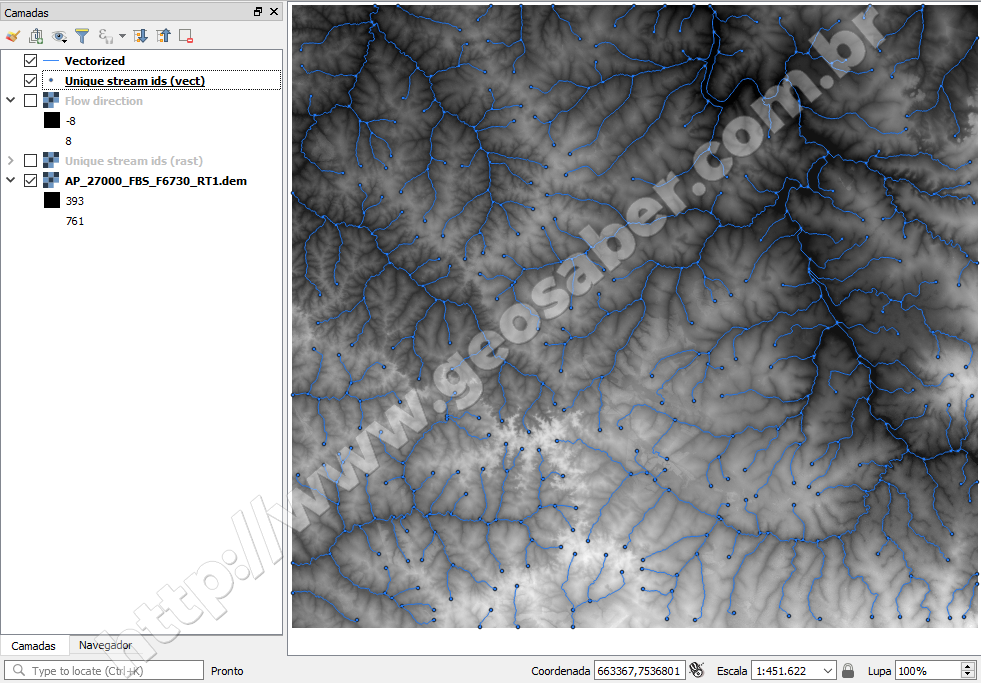 Camadas
Vectorized
Unique stream ids (vect)
Flow direction
-8
8
Unique stream ids (rast)
AP_27000_FBS_F6730_RT1.dem
393
761
http://www.geosaber.com.br
Camadas
Navegador
Type to locate (Ctrl+K)
Pronto
Coordenada
663367,7536801
Escala
1:451.622
Lupa
100%